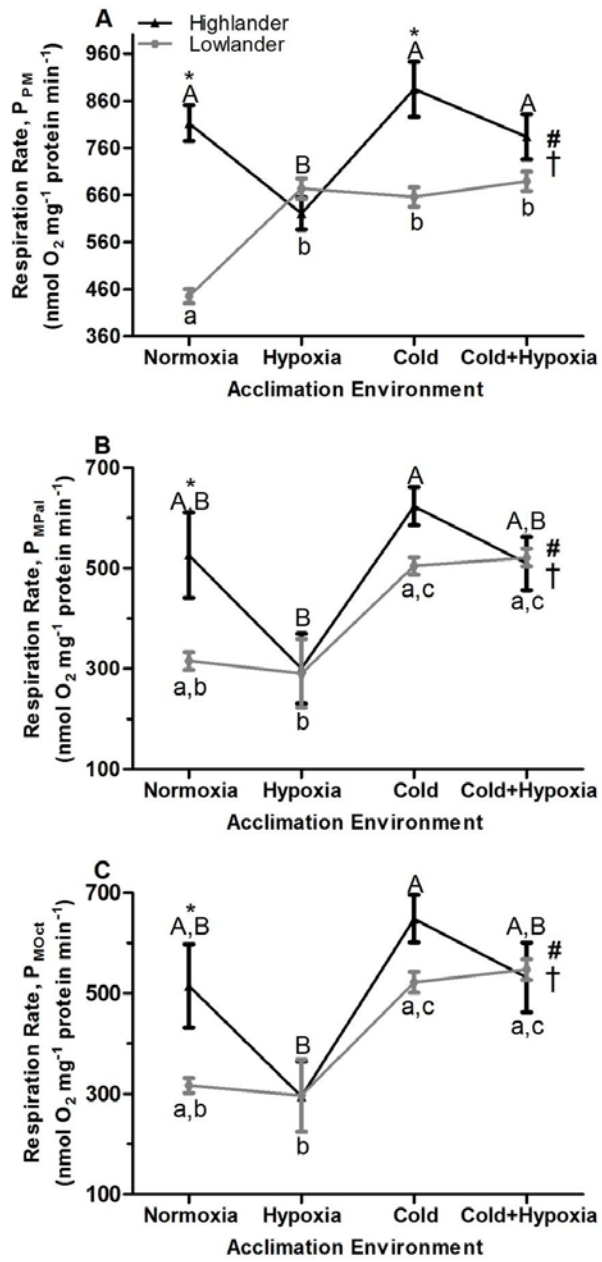 A
Highlander
Lowlander
Respiration Rate, PPM
(nmol O2 mg-1 protein min-1)
960
860
760
660
560
460
360
*
A
B
*
A
A
#
†
a
b
b
b
Normoxia
Hypoxia
Cold
Cold+Hypoxia
Acclimation Environment
B
Respiration Rate, PMPal
(nmol O2 mg-1 protein min-1)
700
500
300
100
*
A,B
B
A
A,B
#
†
a,b
b
a,c
a,c
Normoxia
Hypoxia
Cold
Cold+Hypoxia
Acclimation Environment
C
Respiration Rate, PMOct
(nmol O2 mg-1 protein min-1)
700
500
300
100
*
A,B
B
A
A,B
#
†
a,b
b
a,c
a,c
Normoxia
Hypoxia
Cold
Cold+Hypoxia
Acclimation Environment